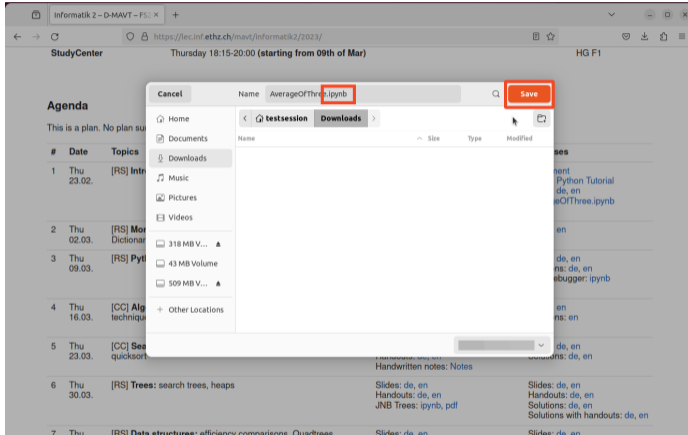 Informatik 2 – D-MAVT – FS2
https://lec.inf.ethz.ch/mavt/informatik2/2023/
StudyCenter Thursday 18:15-20:00 (starting from 09th of Mar) HG F1
Cancel Name AverageOfThree.ipynb Save
Agenda
This is a plan. No plan su
Home
testsession Downloads
Documents
Name Size Type Modified
Downloads
Music
Pictures
Videos
318 MB V...
43 MB Volume
509 MB V...
+ Other Locations
# Date Topics
1 Thu 23.02. [RS] Intr
Python Tutorial
de, en
eOfThree.ipynb
2 Thu 02.03. [RS] Mor
Dictionar
en
3 Thu 09.03. [RS] Pyt
de, en
ns: de, en
ebugger: ipynb
4 Thu 16.03. [CC] Alg
techniqu
en
ns: en
5 Thu 23.03. [CC] Sea
quicksort
de, en
Handouts: de, en
Solutions: de, en
Handwritten notes: Notes
6 Thu 30.03. [RS] Trees: search trees, heaps
Slides: de, en
Handouts: de, en
JNB Trees: ipynb, pdf
Slides: de, en
Handouts: de, en
Solutions: de, en
Solutions with handouts: de, en
7 Thu [RS] Data structures: efficiency comparisons, Quadtrees Slides: de, en Slides: de, en